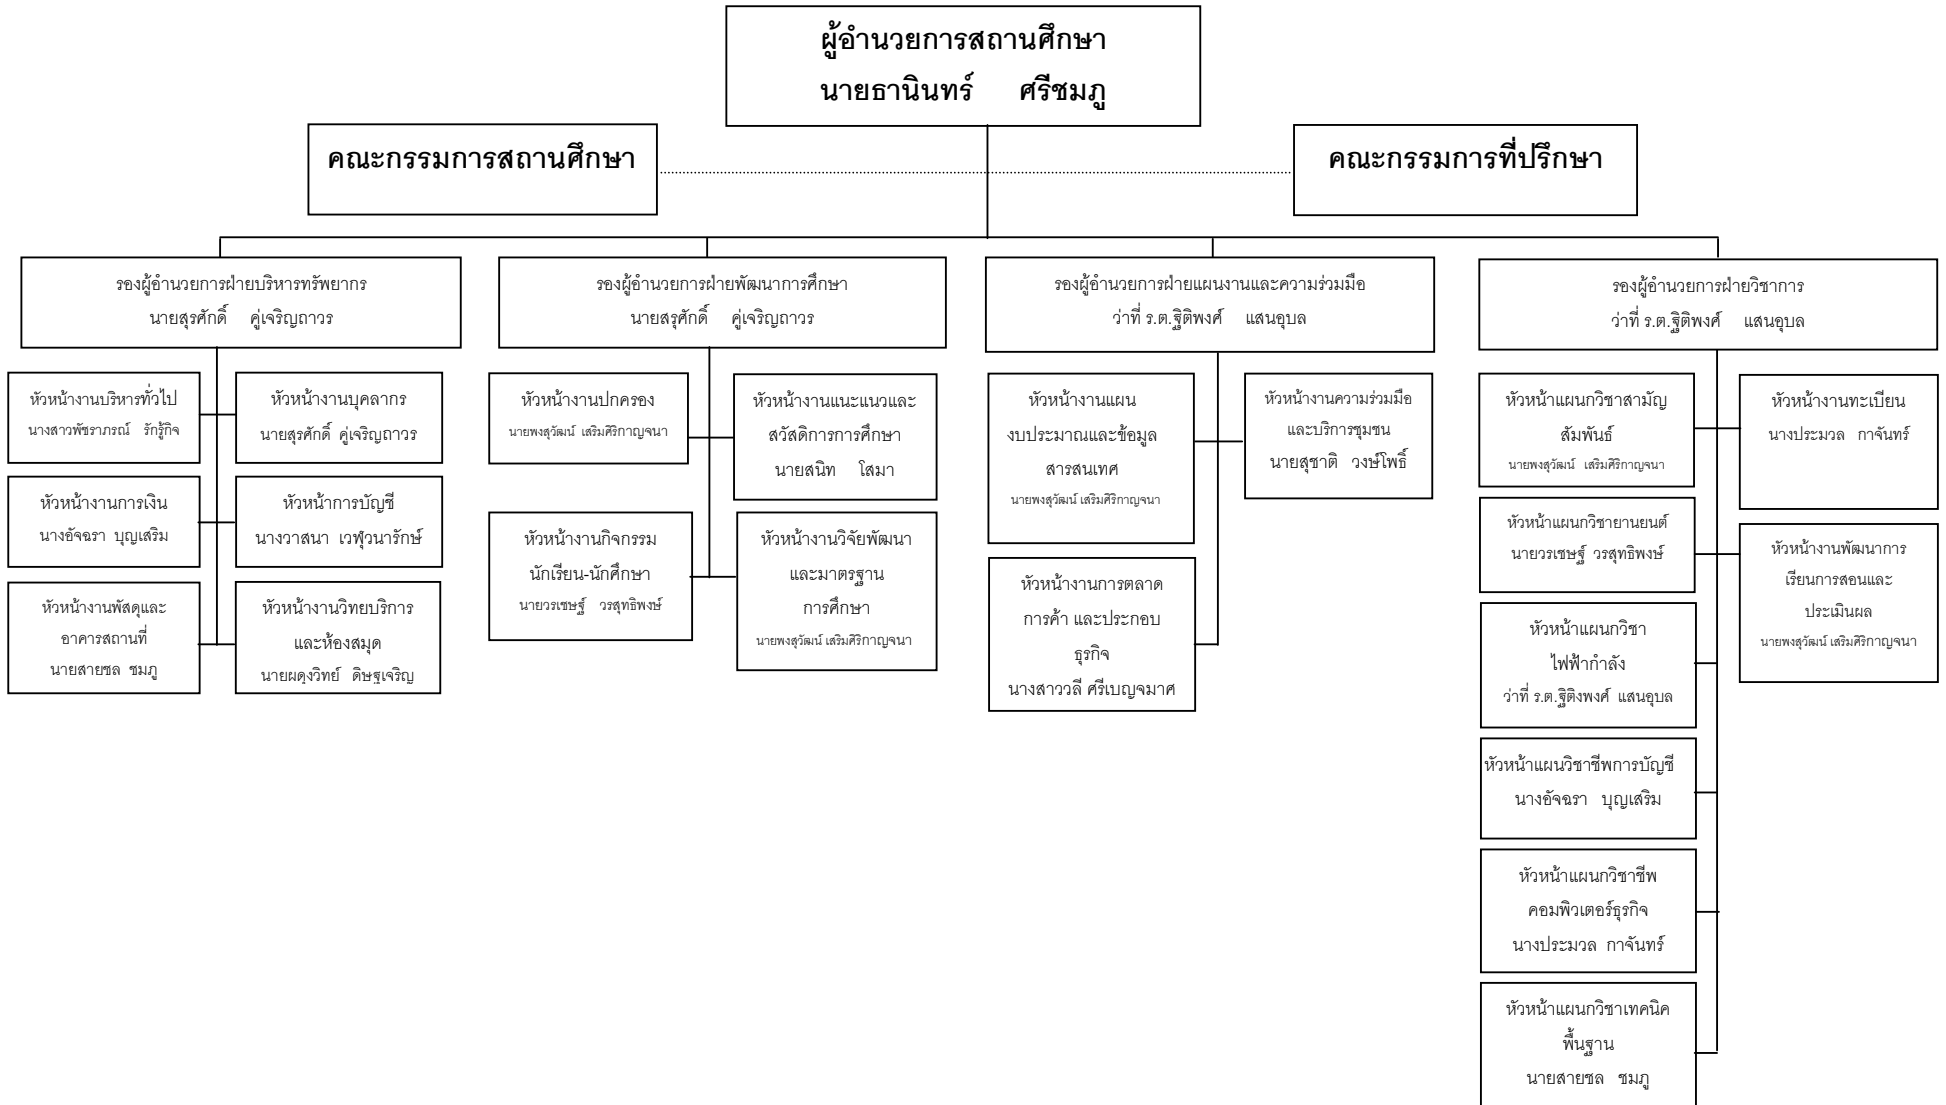 ผู้อำนวยการสถานศึกษา
นายธานินทร์ ศรีชมภู
คณะกรรมการสถานศึกษา
คณะกรรมการที่ปรึกษา
รองผู้อำนวยการฝ่ายบริหารทรัพยากร
นายสุรศักดิ์ คู่เจริญถาวร
หัวหน้างานบริหารทั่วไป
นางสาวพัชราภรณ์ รักรู้กิจ
หัวหน้างานบุคลากร
นายสุรศักดิ์ คู่เจริญถาวร
หัวหน้างานการเงิน
นางอัจฉรา บุญเสริม
หัวหน้าการบัญชี
นางวาสนา เวฬุวนารักษ์
หัวหน้างานพัสดุและ
อาคารสถานที่
นายสายชล ชมภู
หัวหน้างานวิทยบริการ
และห้องสมุด
นายผดุงวิทย์ ดิษฐเจริญ
รองผู้อำนวยการฝ่ายพัฒนาการศึกษา
นายสรุศักดิ์ คู่เจริญถาวร
หัวหน้างานปกครอง
นายพงสุวัฒน์ เสริมศิริกาญจนา
หัวหน้างานแนะแนวและ
สวัสดิการการศึกษา
นายสนิท โสมา
หัวหน้างานกิจกรรม
นักเรียน-นักศึกษา
นายวรเชษฐ์ วรสุทธิพงษ์
หัวหน้างานวิจัยพัฒนา
และมาตรฐาน
การศึกษา
นายพงสุวัฒน์ เสริมศิริกาญจนา
รองผู้อำนวยการฝ่ายแผนงานและความร่วมมือ
ว่าที่ ร.ต.ฐิติพงศ์ แสนอุบล
หัวหน้างานแผน
งบประมาณและข้อมูล
สารสนเทศ
นายพงสุวัฒน์ เสริมศิริกาญจนา
หัวหน้างานความร่วมมือ
และบริการชุมชน
นายสุชาติ วงษ์โพธิ์
หัวหน้างานการตลาด
การค้า และประกอบ
ธุรกิจ
นางสาววลี ศรีเบญจมาศ
รองผู้อำนวยการฝ่ายวิชาการ
ว่าที่ ร.ต.ฐิติพงศ์ แสนอุบล
หัวหน้าแผนกวิชาสามัญ
สัมพันธ์
นายพงสุวัฒน์ เสริมศิริกาญจนา
หัวหน้างานทะเบียน
นางประมวล กาจันทร์
หัวหน้าแผนกวิชายานยนต์
นายวรเชษฐ์ วรสุทธิพงษ์
หัวหน้างานพัฒนาการ
เรียนการสอนและ
ประเมินผล
นายพงสุวัฒน์ เสริมศิริกาญจนา
หัวหน้าแผนกวิชา
ไฟฟ้ากำลัง
ว่าที่ ร.ต.ฐิติงพงศ์ แสนอุบล
หัวหน้าแผนวิชาชีพการบัญชี
นางอัจฉรา บุญเสริม
หัวหน้าแผนกวิชาชีพ
คอมพิวเตอร์ธุรกิจ
นางประมวล กาจันทร์
หัวหน้าแผนกวิชาเทคนิค
พื้นฐาน
นายสายชล ชมภู